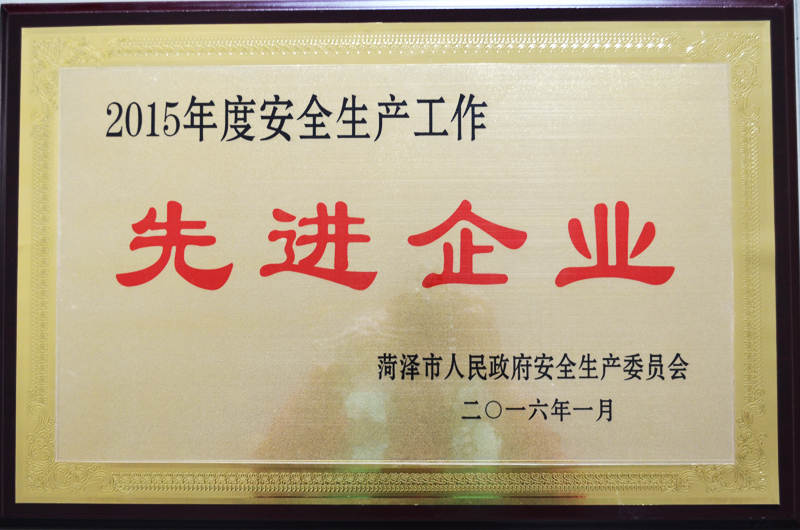 2015年度安全生产工作
先进企业
菏泽市人民政府安全生产委员会
二〇一六年一月